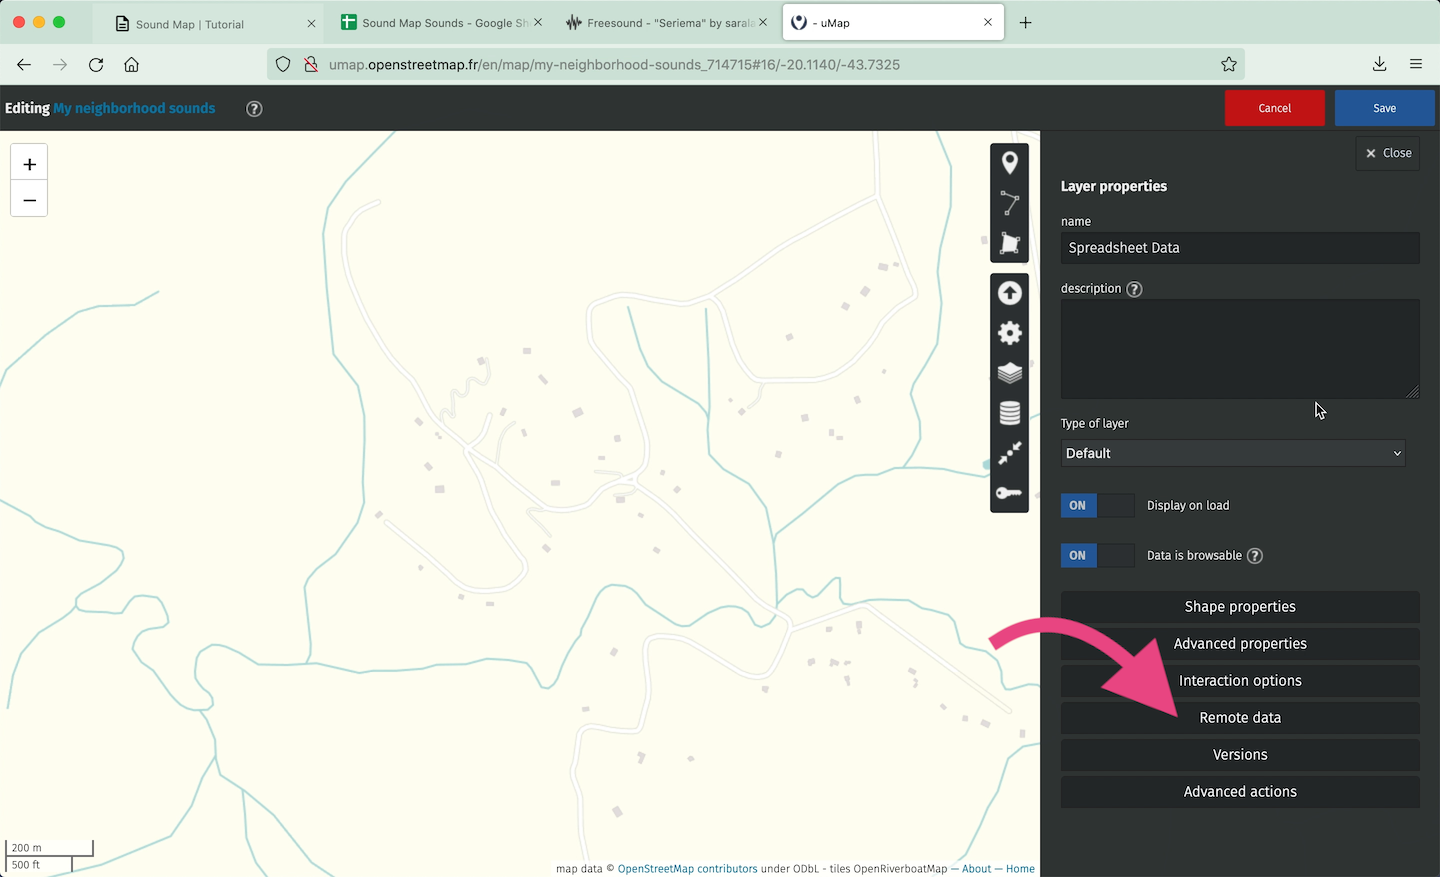 Sound Map | Tutorial
Sound Map Sounds - Google Sh
Freesound - "Seriema" by sarala
- uMap
umap.openstreetmap.fr/en/map/my-neighborhood-sounds_714715#16/-20.1140/-43.7325
Editing My neighborhood sounds
?
Cancel
Save
+
−
Close
Layer properties
name
Spreadsheet Data
description ?
Type of layer
Default
ON Display on load
ON Data is browsable ?
Shape properties
Advanced properties
Interaction options
Remote data
Versions
Advanced actions
200 m
500 ft
map data © OpenStreetMap contributors under ODbL - tiles OpenRiverboatMap — About — Home